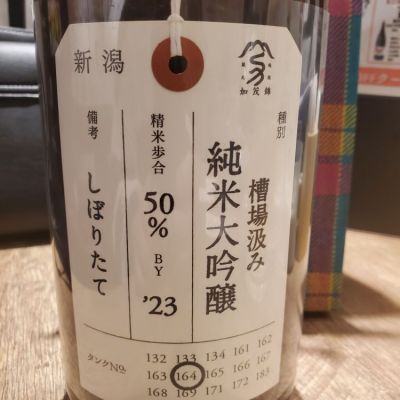 新潟
加茂錦
種別
槽場汲み
純米大吟醸
精米歩合
50%
BY
'23
備考
しぼりたて
タンクNo.
132 133 134 161 162
163 164 165 166 167
168 169 171 172 183